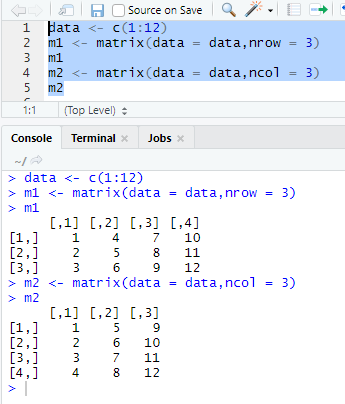 Source on Save
1 data <- c(1:12)
2 m1 <- matrix(data = data,nrow = 3)
3 m1
4 m2 <- matrix(data = data,ncol = 3)
5 m2
6
1:1 (Top Level)
Console Terminal × Jobs ×
~/
> data <- c(1:12)
> m1 <- matrix(data = data,nrow = 3)
> m1
[,1] [,2] [,3] [,4]
[1,] 1 4 7 10
[2,] 2 5 8 11
[3,] 3 6 9 12
> m2 <- matrix(data = data,ncol = 3)
> m2
[,1] [,2] [,3]
[1,] 1 5 9
[2,] 2 6 10
[3,] 3 7 11
[4,] 4 8 12
>